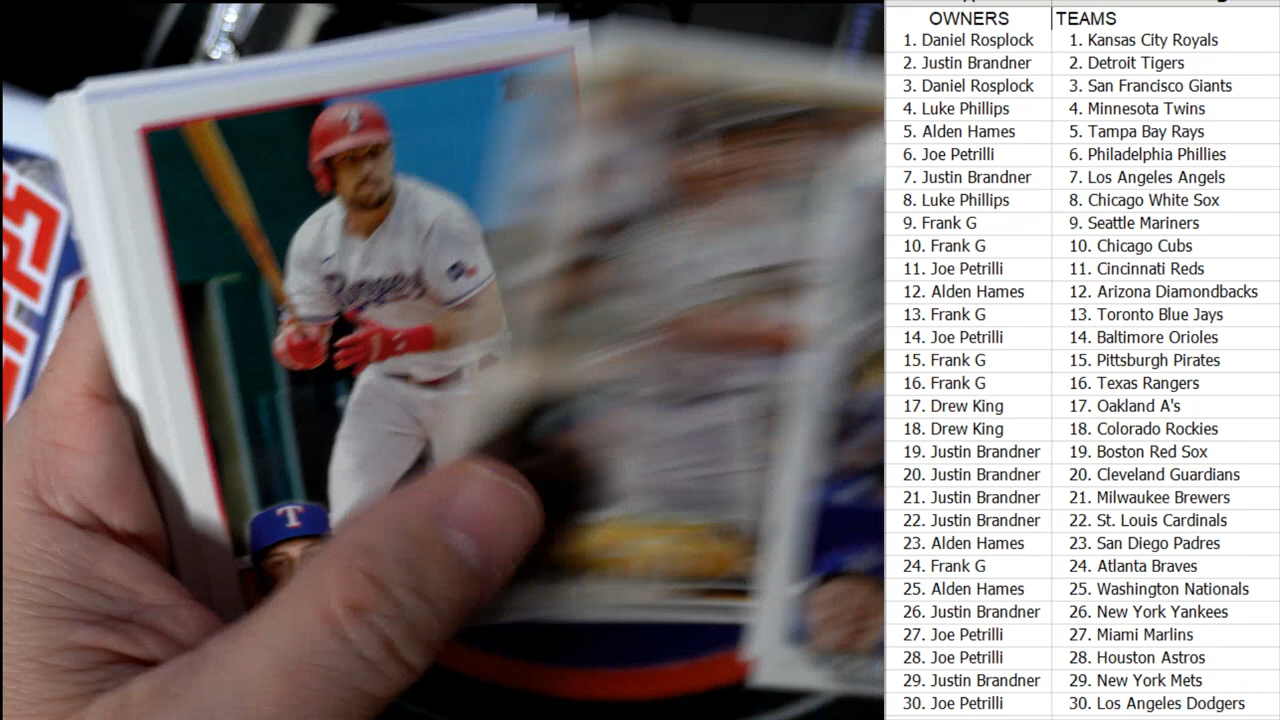 OWNERS TEAMS
1. Daniel Rosplock 1. Kansas City Royals
2. Justin Brandner 2. Detroit Tigers
3. Daniel Rosplock 3. San Francisco Giants
4. Luke Phillips 4. Minnesota Twins
5. Alden Hames 5. Tampa Bay Rays
6. Joe Petrilli 6. Philadelphia Phillies
7. Justin Brandner 7. Los Angeles Angels
8. Luke Phillips 8. Chicago White Sox
9. Frank G 9. Seattle Mariners
10. Frank G 10. Chicago Cubs
11. Joe Petrilli 11. Cincinnati Reds
12. Alden Hames 12. Arizona Diamondbacks
13. Frank G 13. Toronto Blue Jays
14. Joe Petrilli 14. Baltimore Orioles
15. Frank G 15. Pittsburgh Pirates
16. Frank G 16. Texas Rangers
17. Drew King 17. Oakland A's
18. Drew King 18. Colorado Rockies
19. Justin Brandner 19. Boston Red Sox
20. Justin Brandner 20. Cleveland Guardians
21. Justin Brandner 21. Milwaukee Brewers
22. Justin Brandner 22. St. Louis Cardinals
23. Alden Hames 23. San Diego Padres
24. Frank G 24. Atlanta Braves
25. Alden Hames 25. Washington Nationals
26. Justin Brandner 26. New York Yankees
27. Joe Petrilli 27. Miami Marlins
28. Joe Petrilli 28. Houston Astros
29. Justin Brandner 29. New York Mets
30. Joe Petrilli 30. Los Angeles Dodgers
T